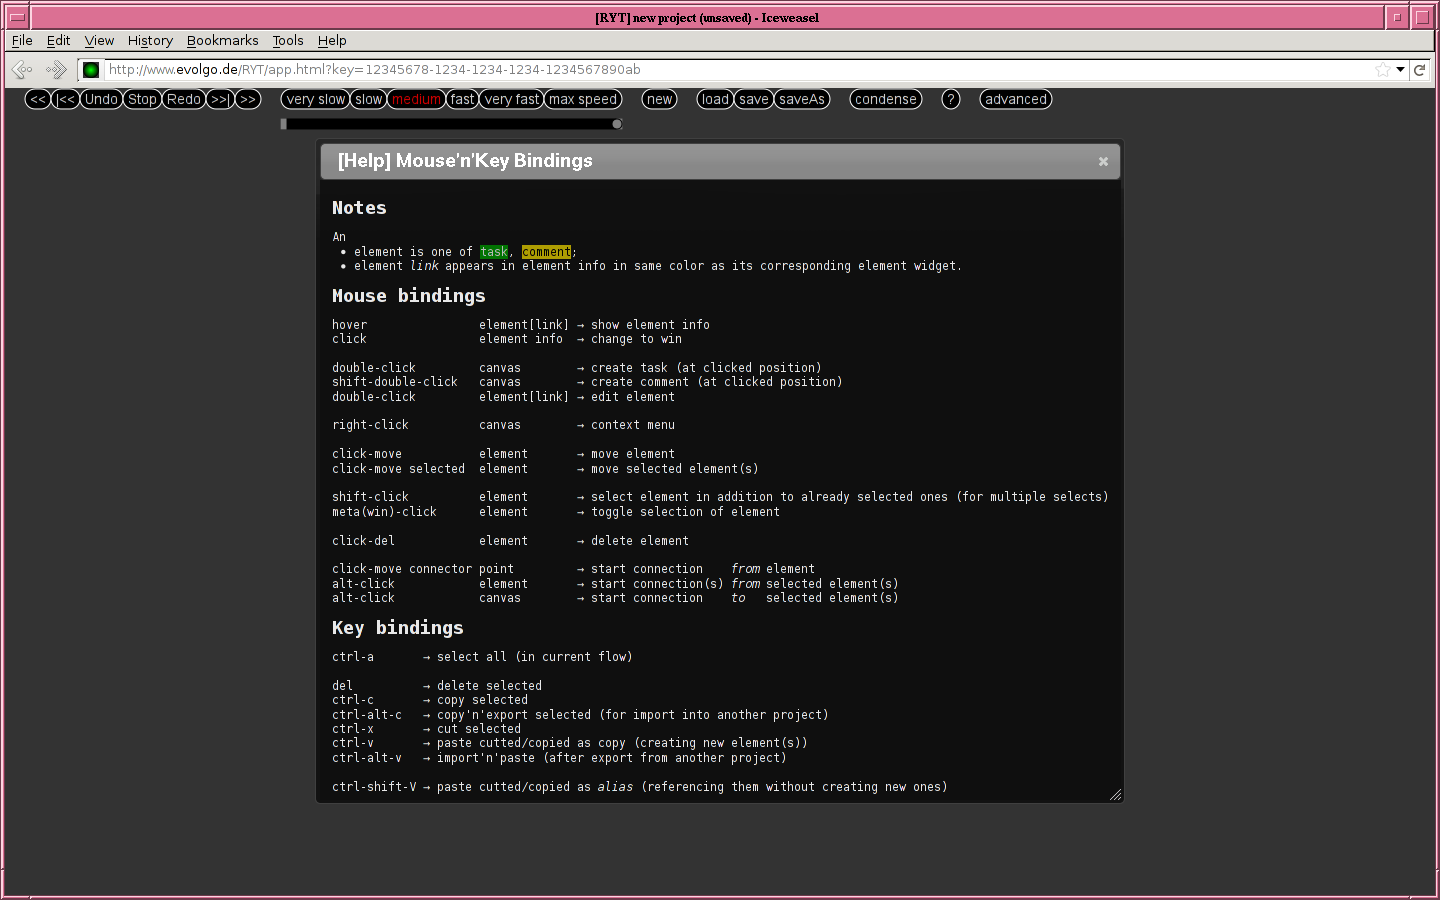 [RYT] new project (unsaved) - Iceweasel
File Edit View History Bookmarks Tools Help
http://www.evolgo.de/RYT/app.html?key=12345678-1234-1234-1234-1234567890ab
<< |<< Undo Stop Redo >>| >> very slow slow medium fast very fast max speed new load save saveAs condense ? advanced
[Help] Mouse'n'Key Bindings
Notes
An
• element is one of task, comment;
• element link appears in element info in same color as its corresponding element widget.
Mouse bindings
hover element[link] → show element info
click element info → change to win
double-click canvas → create task (at clicked position)
shift-double-click canvas → create comment (at clicked position)
double-click element[link] → edit element
right-click canvas → context menu
click-move element → move element
click-move selected element → move selected element(s)
shift-click element → select element in addition to already selected ones (for multiple selects)
meta(win)-click element → toggle selection of element
click-del element → delete element
click-move connector point → start connection from element
alt-click element → start connection(s) from selected element(s)
alt-click canvas → start connection to selected element(s)
Key bindings
ctrl-a → select all (in current flow)
del → delete selected
ctrl-c → copy selected
ctrl-alt-c → copy'n'export selected (for import into another project)
ctrl-x → cut selected
ctrl-v → paste cutted/copied as copy (creating new element(s))
ctrl-alt-v → import'n'paste (after export from another project)
ctrl-shift-V → paste cutted/copied as alias (referencing them without creating new ones)